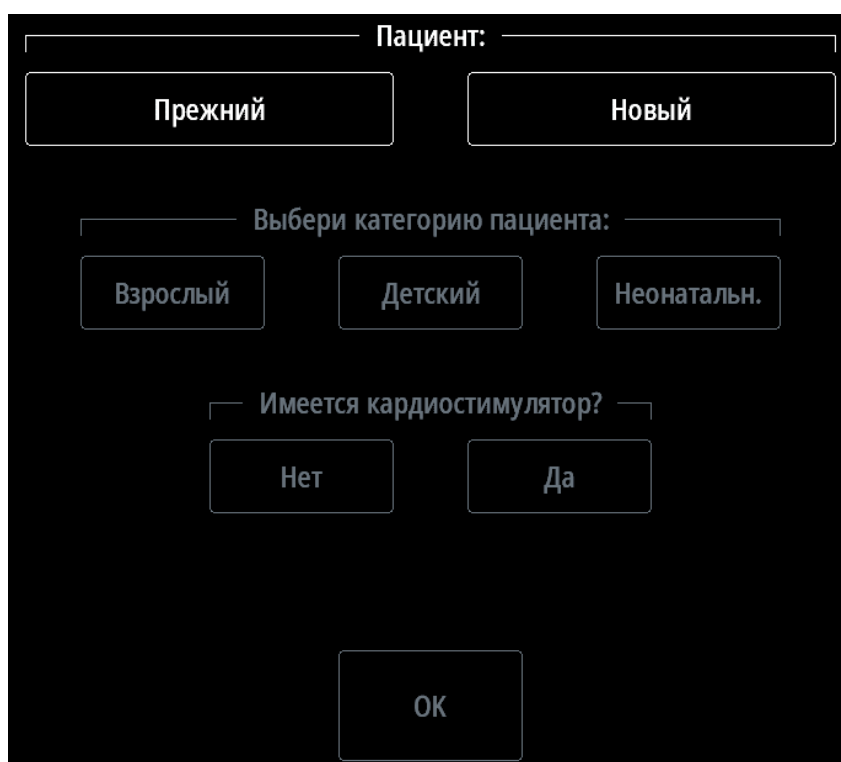 Пациент:
Прежний Новый
Выбери категорию пациента:
Взрослый Детский Неонатальн.
Имеется кардиостимулятор?
Нет Да
OK